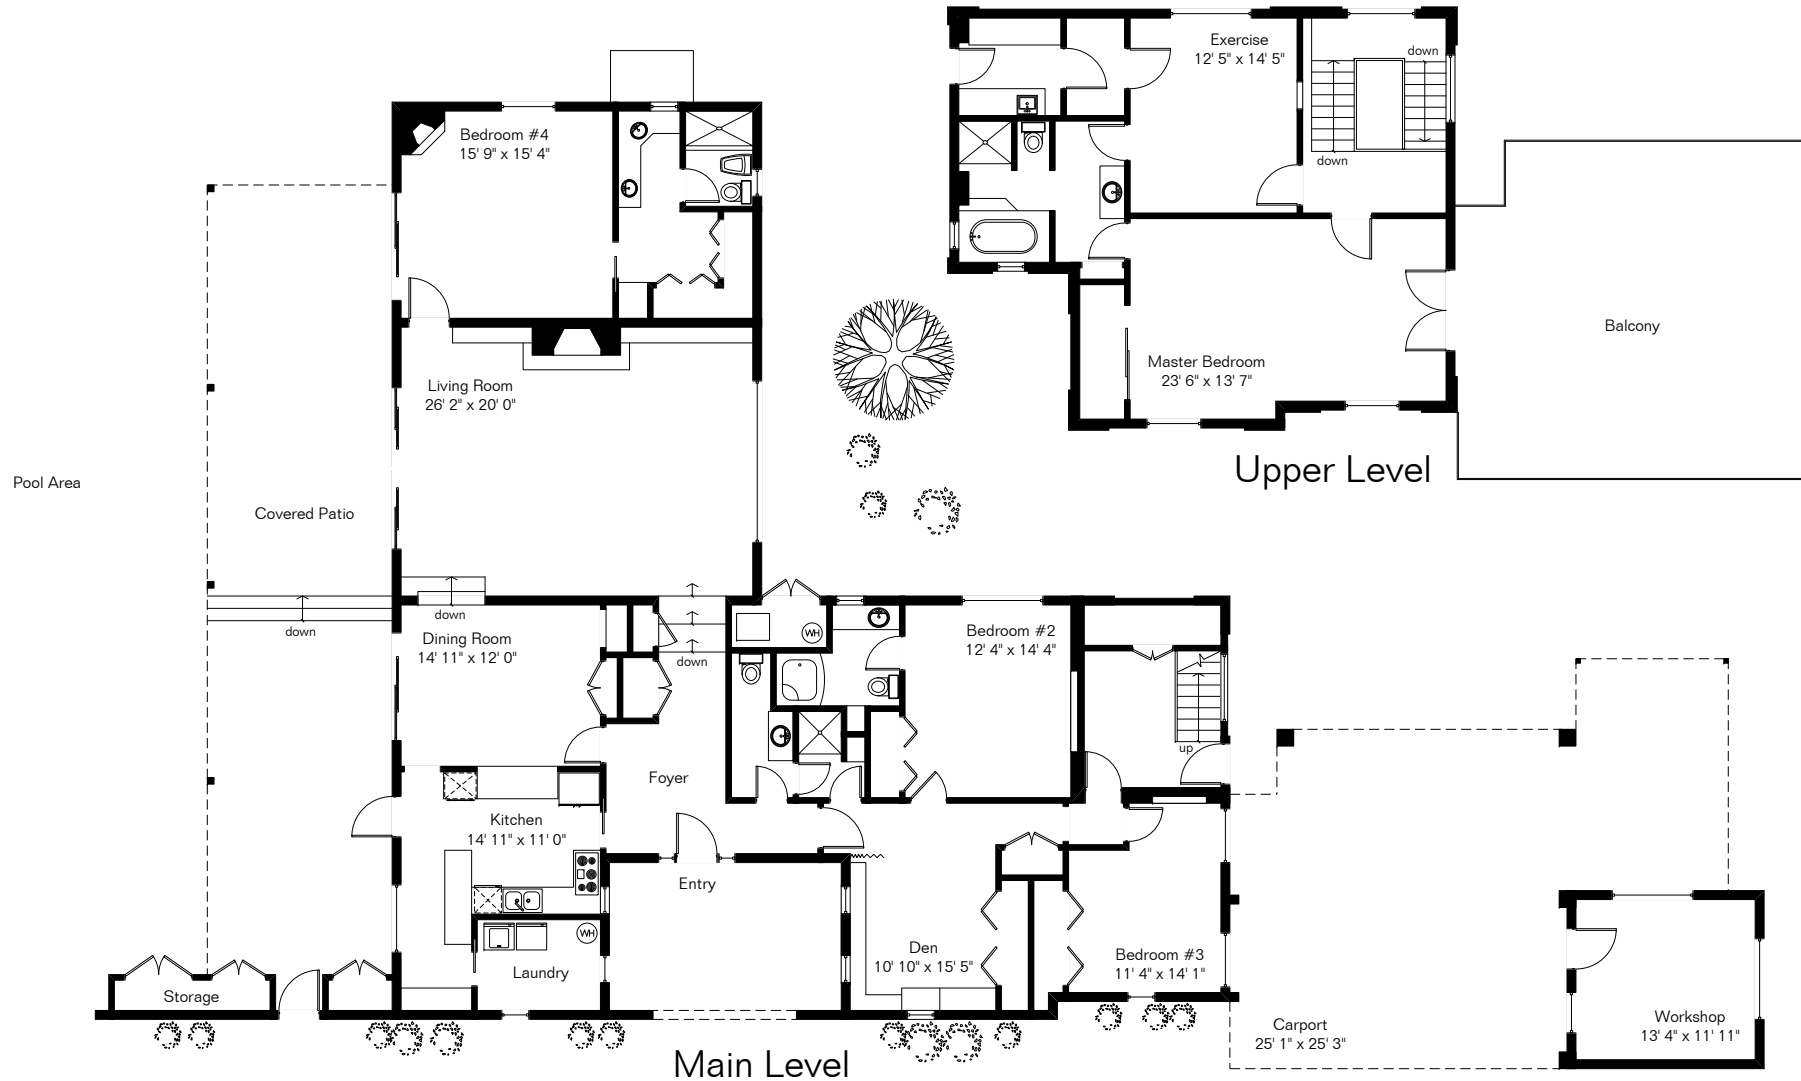 Exercise
12' 5" x 14' 5"
down
down
Bedroom #4
15' 9" x 15' 4"
Balcony
Master Bedroom
23' 6" x 13' 7"
Upper Level
Living Room
26' 2" x 20' 0"
Pool Area
Covered Patio
down
down
down
Dining Room
14' 11" x 12' 0"
WH
Bedroom #2
12' 4" x 14' 4"
up
Foyer
Kitchen
14' 11" x 11' 0"
Entry
WH
Laundry
Storage
Den
10' 10" x 15' 5"
Bedroom #3
11' 4" x 14' 1"
Carport
25' 1" x 25' 3"
Workshop
13' 4" x 11' 11"
Main Level